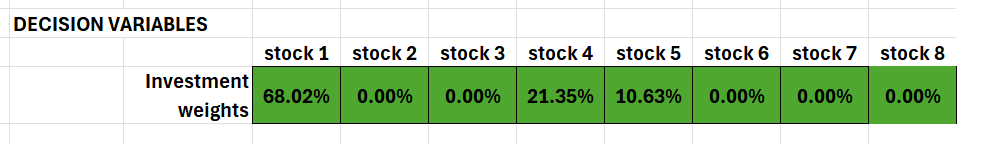 DECISION VARIABLES
stock 1 stock 2 stock 3 stock 4 stock 5 stock 6 stock 7 stock 8
Investment
weights
68.02% 0.00% 0.00% 21.35% 10.63% 0.00% 0.00% 0.00%